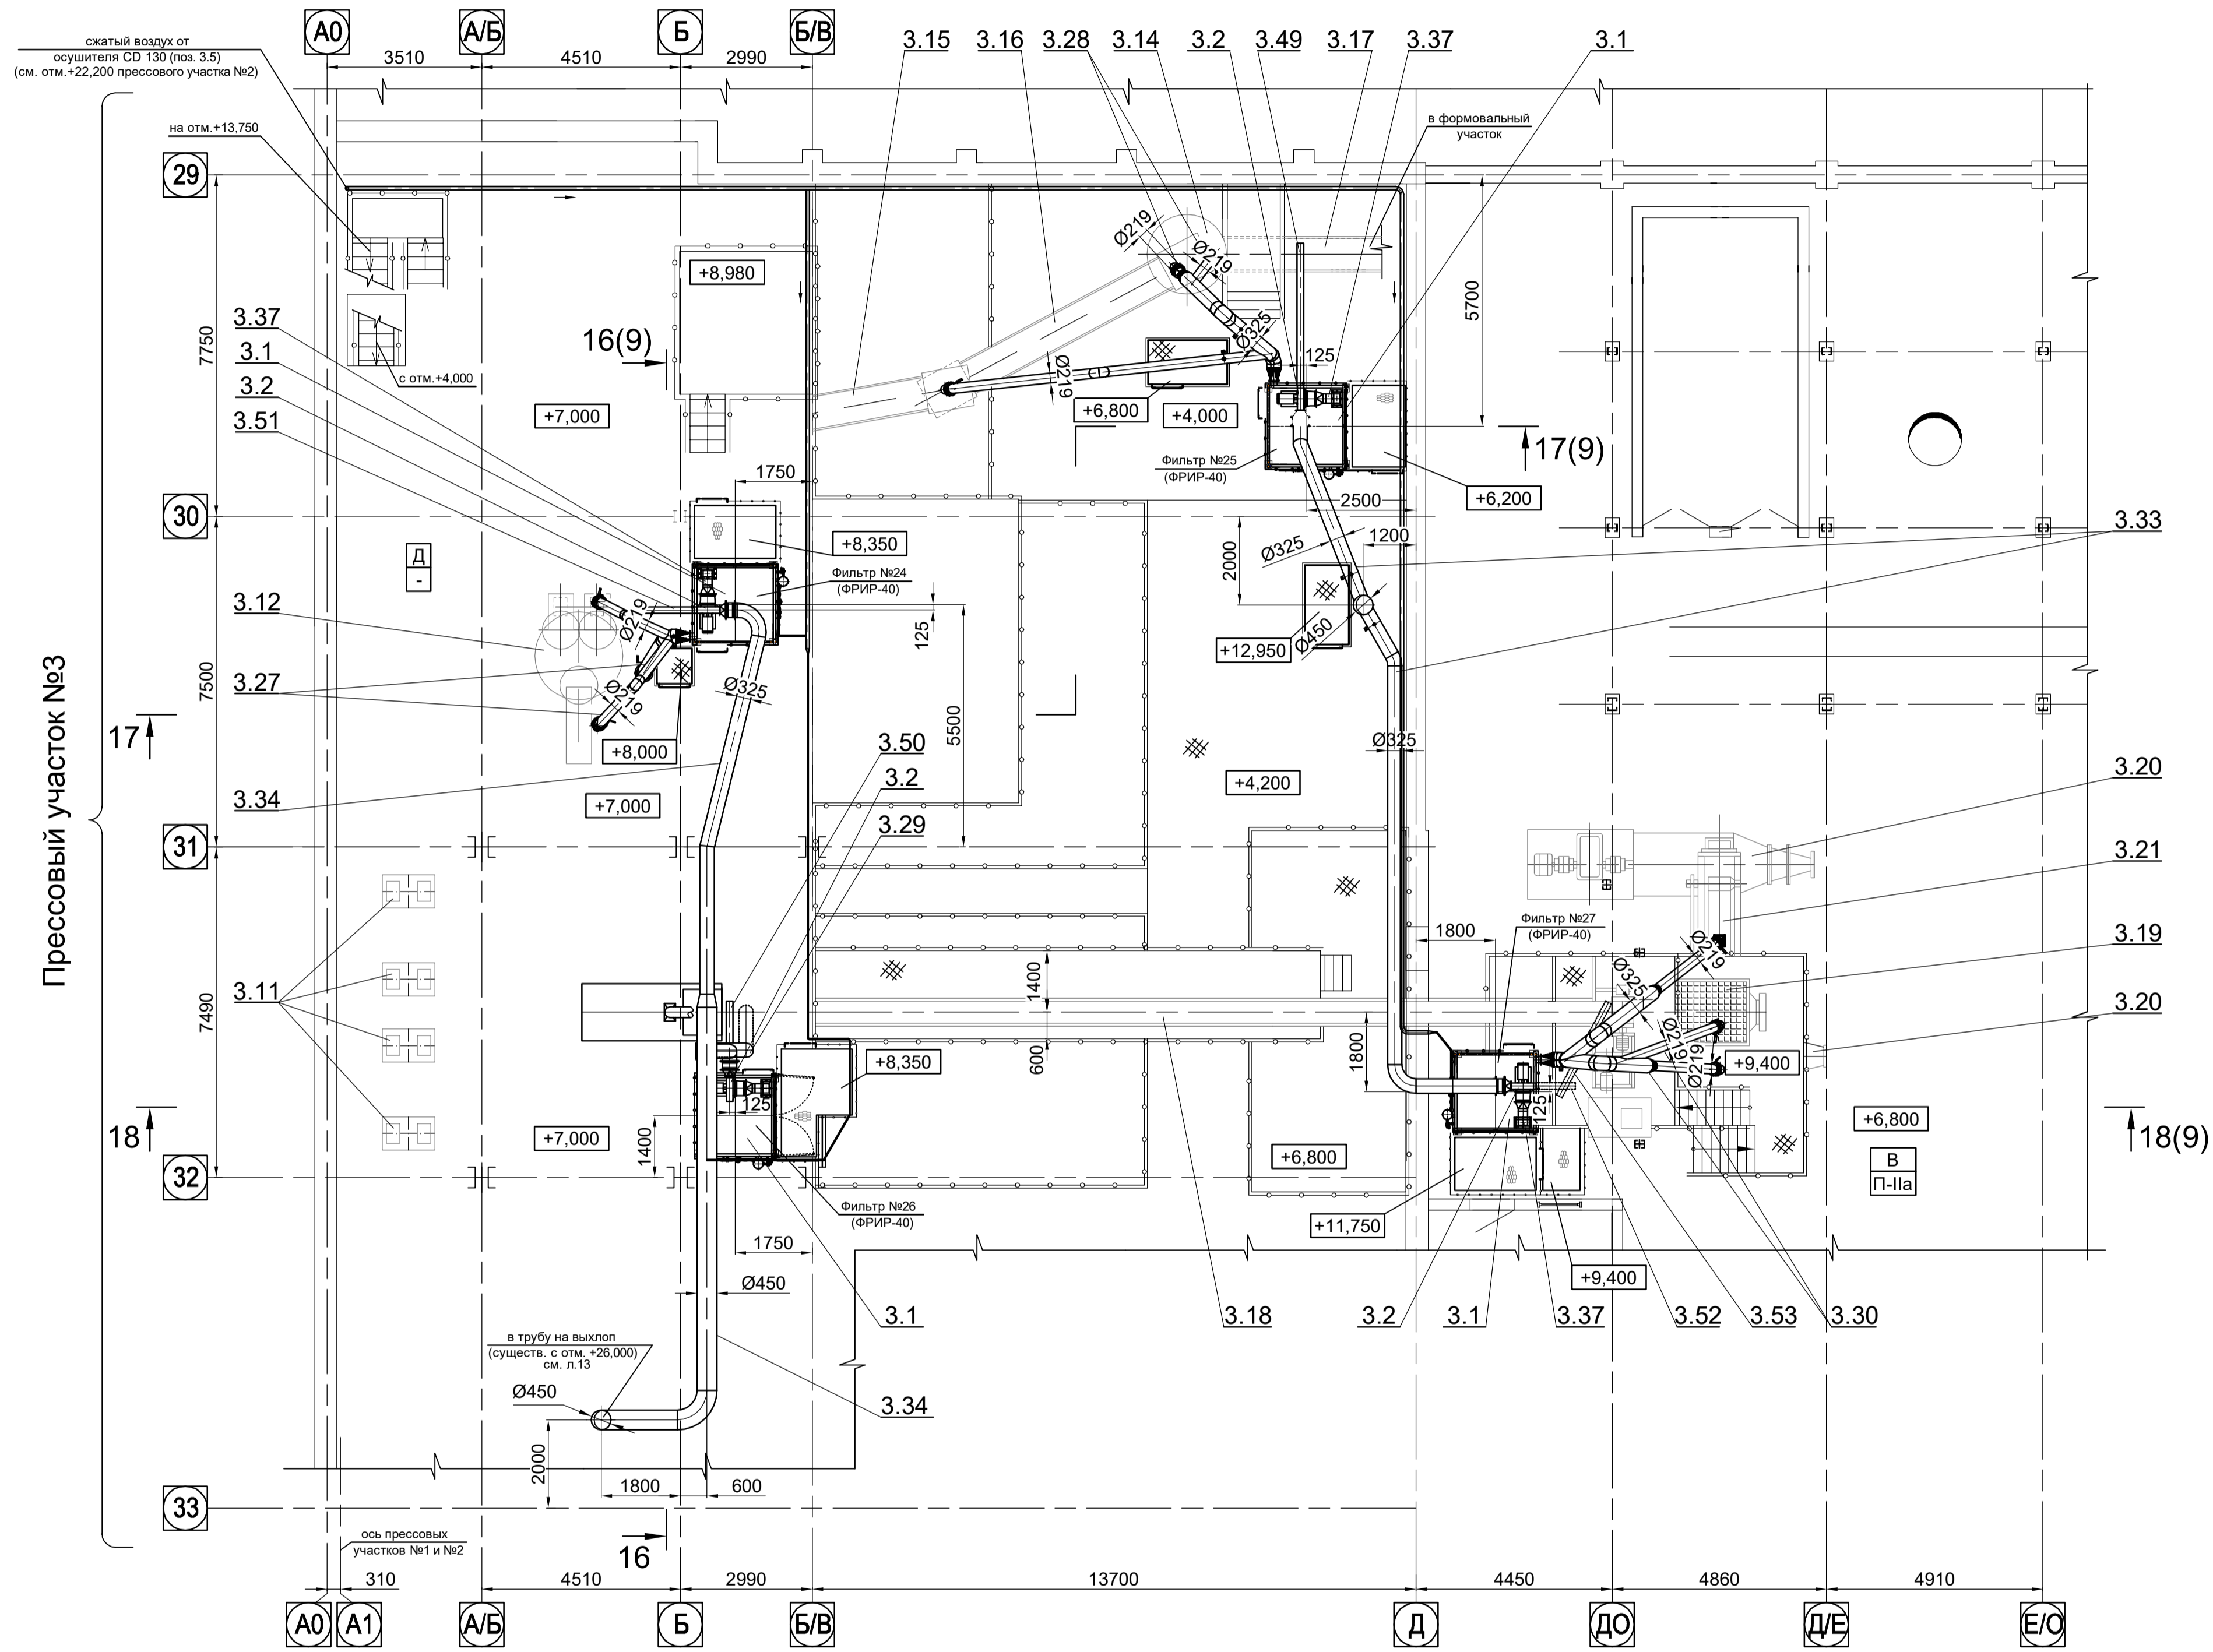 А0
А/Б
Б
Б/В
3.15
3.16
3.28
3.14
3.2
3.49
3.17
3.37
3.1
сжатый воздух от
осушителя CD 130 (поз. 3.5)
(см. отм.+22,200 прессового участка №2)
3510
4510
2990
на отм.+13,750
в формовальный
участок
29
Ø219
Ø219
+8,980
5700
3.37
7750
16(9)
Ø325
3.1
125
с отм.+4,000
Ø219
3.2
+7,000
+6,800
+4,000
3.51
17(9)
Фильтр №25
(ФРИР-40)
1750
+6,200
2500
30
3.33
+8,350
1200
Ø325
2000
Д
-
Фильтр №24
(ФРИР-40)
3.12
Ø219
125
Ø450
+12,950
Прессовый участок №3
7500
3.27
Ø219
Ø325
5500
17
+8,000
3.50
Ø325
3.34
+7,000
3.2
+4,200
3.20
3.29
31
3.21
Фильтр №27
(ФРИР-40)
1800
3.19
Ø219
Ø325
3.11
7490
1400
3.20
600
1800
Ø219
Ø219
+8,350
+9,400
125
125
+6,800
18
+7,000
1400
18(9)
+6,800
В
П-IIa
32
Фильтр №26
(ФРИР-40)
+11,750
1750
+9,400
Ø450
3.1
3.18
3.2
3.1
3.37
3.52
3.53
3.30
в трубу на выхлоп
(существ. с отм. +26,000)
см. л.13
Ø450
3.34
2000
1800
600
33
ось прессовых
участков №1 и №2
16
310
4510
2990
13700
4450
4860
4910
А0
А1
А/Б
Б
Б/В
Д
ДО
Д/Е
Е/О